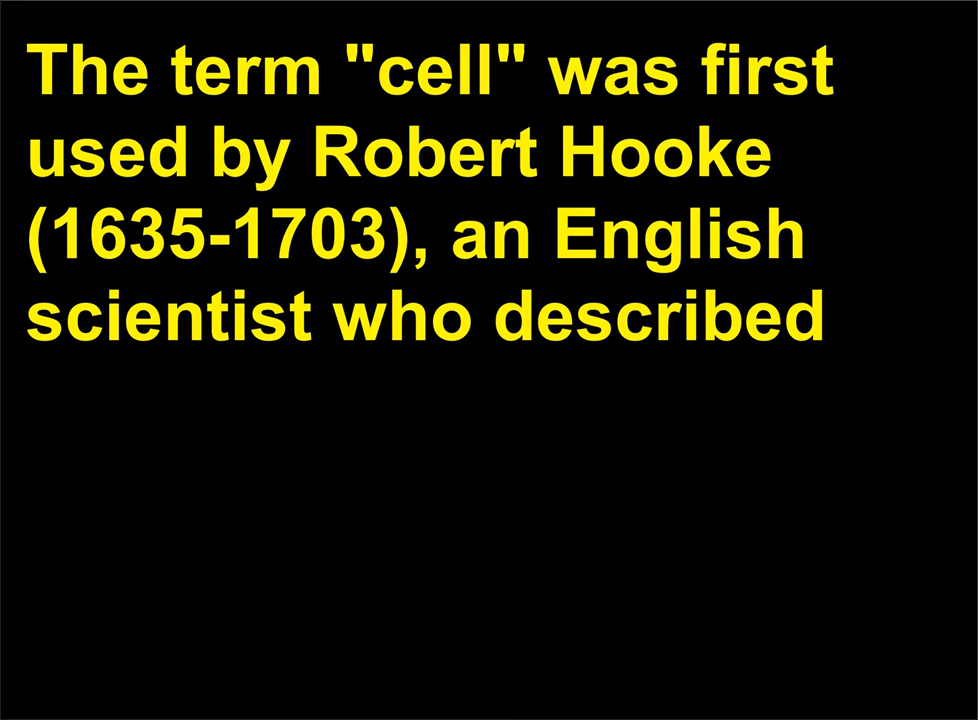 The term "cell" was first
used by Robert Hooke
(1635-1703), an English
scientist who described